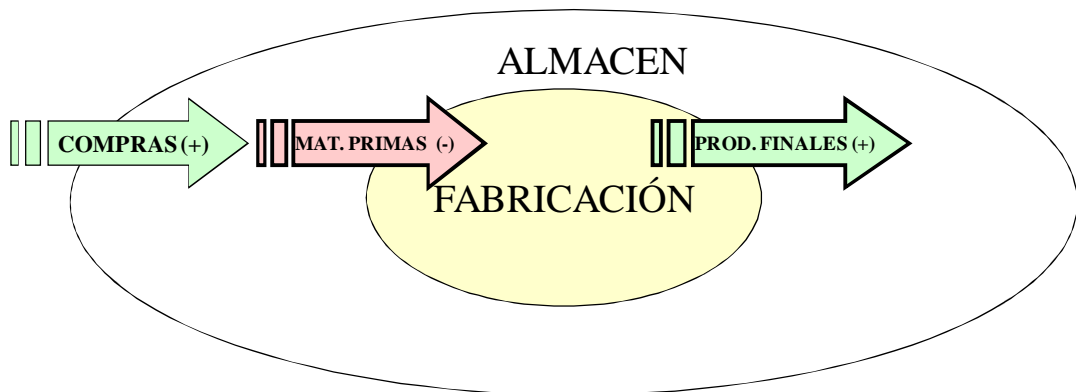 ALMACEN
COMPRAS (+)
MAT. PRIMAS (-)
PROD. FINALES (+)
FABRICACIÓN